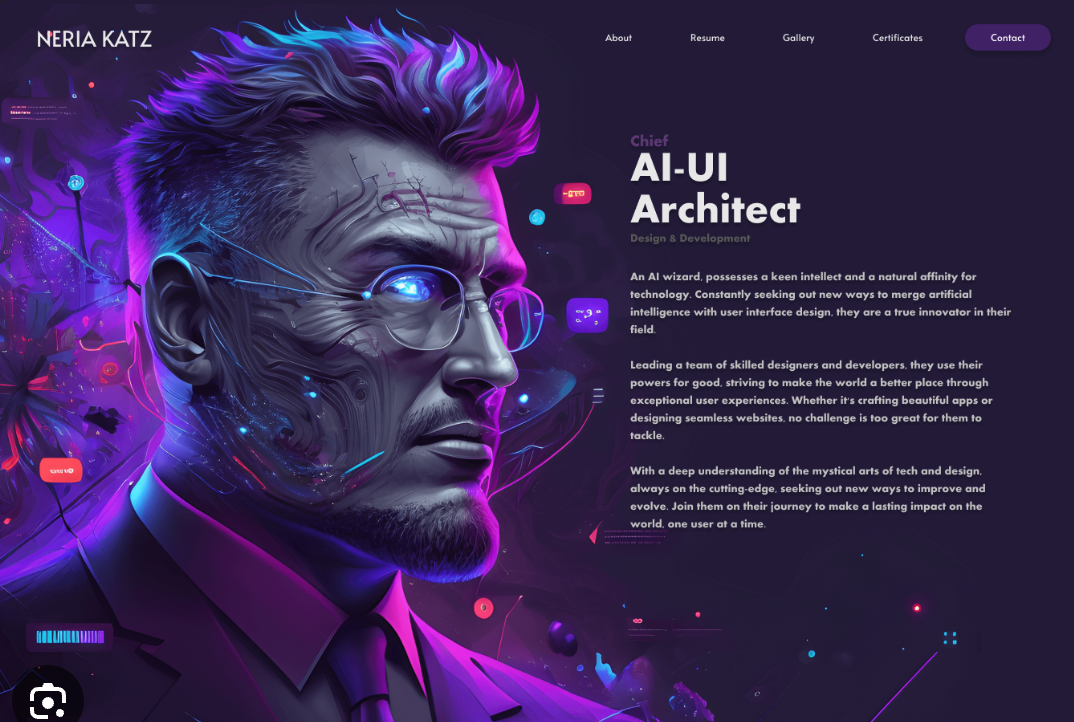 NERIA KATZ
About
Resume
Gallery
Certificates
Contact
Chief
AI-UI
Architect
Design & Development
An AI wizard, possesses a keen intellect and a natural affinity for
technology. Constantly seeking out new ways to merge artificial
intelligence with user interface design, they are a true innovator in their
field.
Leading a team of skilled designers and developers, they use their
powers for good, striving to make the world a better place through
exceptional user experiences. Whether it's crafting beautiful apps or
designing seamless websites, no challenge is too great for them to
tackle.
With a deep understanding of the mystical arts of tech and design,
always on the cutting-edge, seeking out new ways to improve and
evolve. Join them on their journey to make a lasting impact on the
world, one user at a time.